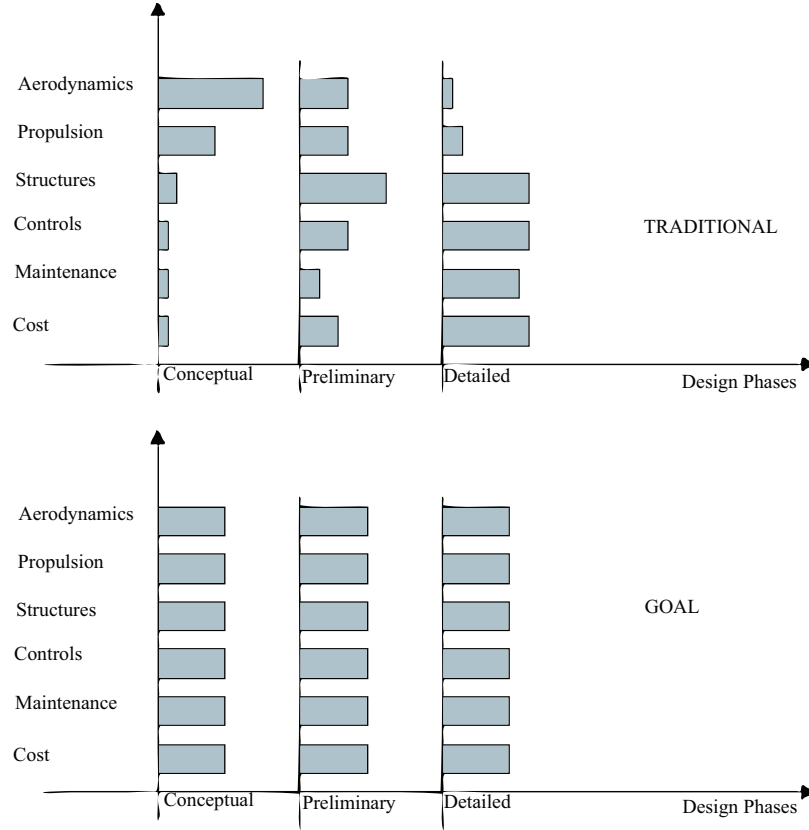 Aerodynamics
Propulsion
Structures
Controls
TRADITIONAL
Maintenance
Cost
Conceptual
Preliminary
Detailed
Design Phases
Aerodynamics
Propulsion
Structures
GOAL
Controls
Maintenance
Cost
Conceptual
Preliminary
Detailed
Design Phases